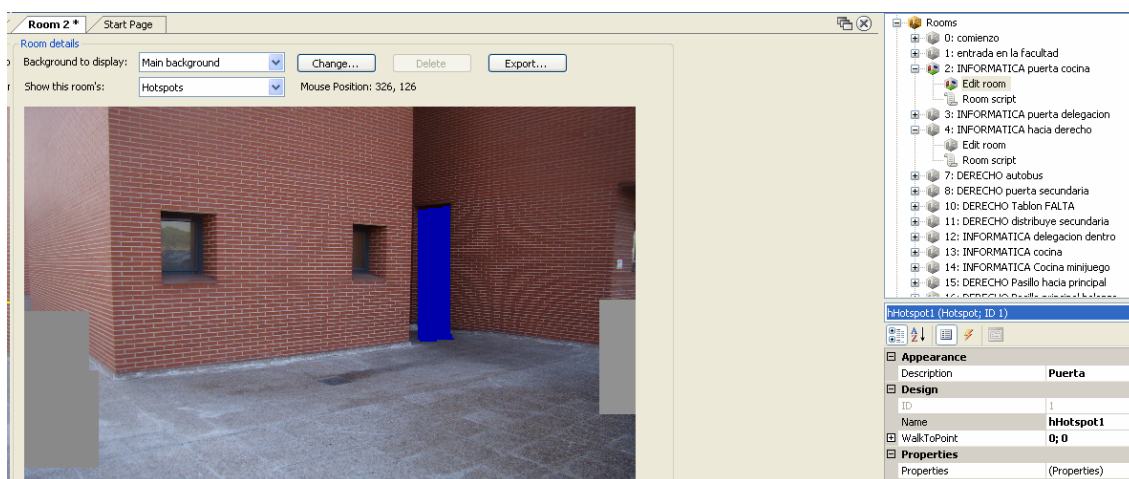 Room 2 *
Start Page
Room details
Background to display:
Main background
Change...
Delete
Export...
Show this room's:
Hotspots
Mouse Position: 326, 126
Rooms
0: comienzo
1: entrada en la facultad
2: INFORMATICA puerta cocina
Edit room
Room script
3: INFORMATICA puerta delegacion
4: INFORMATICA hacia derecho
Edit room
Room script
7: DERECHO autobus
8: DERECHO puerta secundaria
10: DERECHO Tablon FALTA
11: DERECHO distribuye secundaria
12: INFORMATICA delegacion dentro
13: INFORMATICA cocina
14: INFORMATICA Cocina minijuego
15: DERECHO Pasillo hacia principal
hHotspot1 (Hotspot; ID 1)
Appearance
Description Puerta
Design
ID 1
Name hHotspot1
WalkToPoint 0; 0
Properties
Properties (Properties)